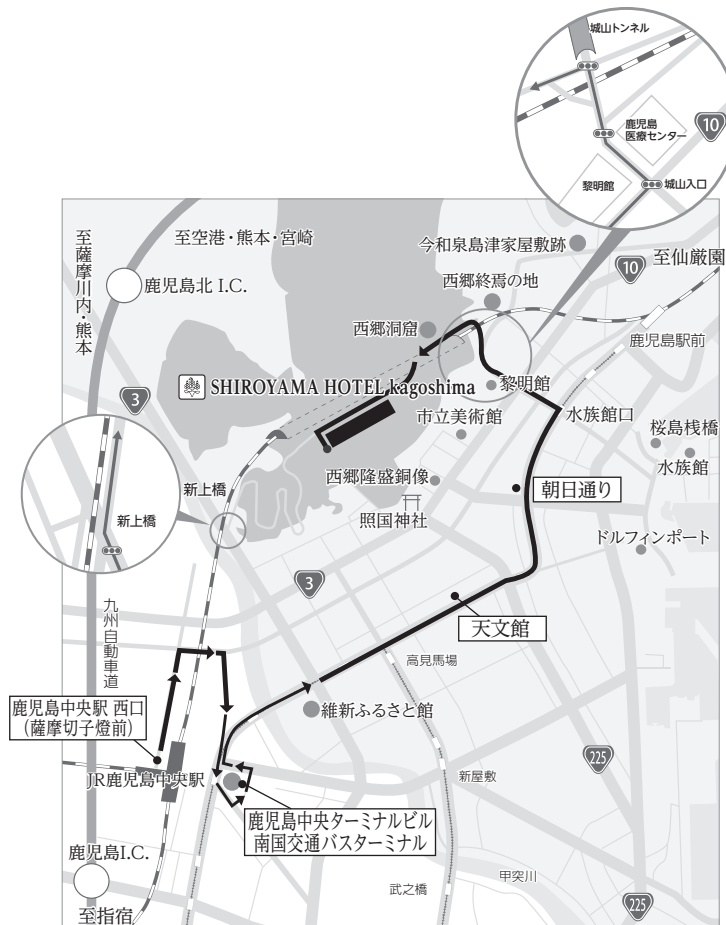 城山トンネル
鹿児島
医療センター
10
黎明館
城山入口
至薩摩川内・熊本
至空港・熊本・宮崎
今和泉島津家屋敷跡
至仙厳園
10
鹿児島北 I.C.
西郷終焉の地
西郷洞窟
鹿児島駅前
3
SHIROYAMA HOTEL kagoshima
黎明館
市立美術館
水族館口
桜島桟橋
水族館
西郷隆盛銅像
朝日通り
新上橋
新上橋
照国神社
ドルフィンポート
3
九州自動車道
天文館
高見馬場
鹿児島中央駅 西口
(薩摩切子燈前)
維新ふるさと館
225
JR鹿児島中央駅
新屋敷
鹿児島中央ターミナルビル
南国交通バスターミナル
鹿児島I.C.
武之橋
甲突川
225
至指宿